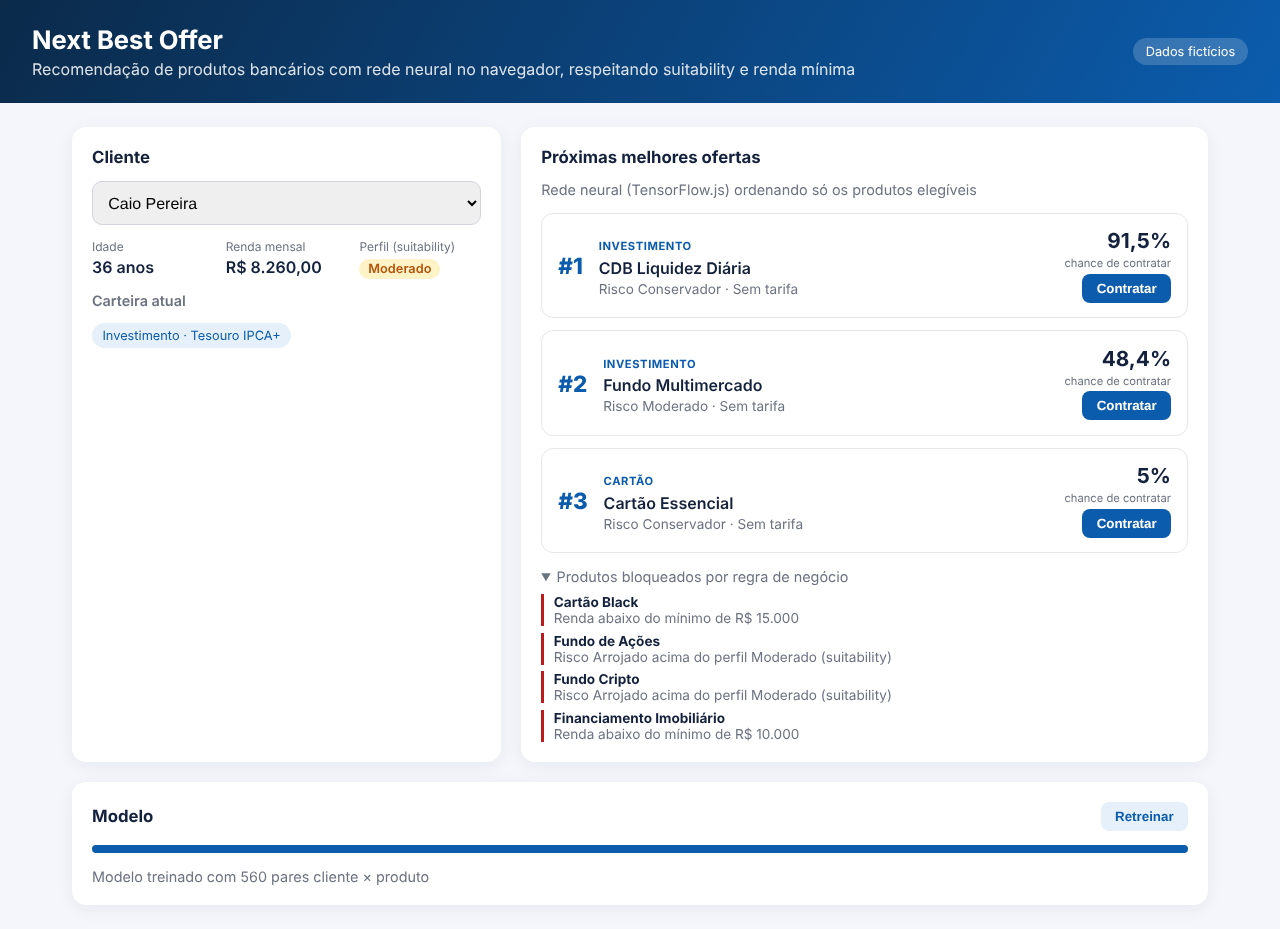 Next Best Offer
Recomendação de produtos bancários com rede neural no navegador, respeitando suitability e renda mínima
Dados fictícios
Cliente
Caio Pereira
Idade
36 anos
Renda mensal
R$ 8.260,00
Perfil (suitability)
Moderado
Carteira atual
Investimento · Tesouro IPCA+
Próximas melhores ofertas
Rede neural (TensorFlow.js) ordenando só os produtos elegíveis
#1
INVESTIMENTO
CDB Liquidez Diária
Risco Conservador · Sem tarifa
91,5%
chance de contratar
Contratar
#2
INVESTIMENTO
Fundo Multimercado
Risco Moderado · Sem tarifa
48,4%
chance de contratar
Contratar
#3
CARTÃO
Cartão Essencial
Risco Conservador · Sem tarifa
5%
chance de contratar
Contratar
▼ Produtos bloqueados por regra de negócio
Cartão Black
Renda abaixo do mínimo de R$ 15.000
Fundo de Ações
Risco Arrojado acima do perfil Moderado (suitability)
Fundo Cripto
Risco Arrojado acima do perfil Moderado (suitability)
Financiamento Imobiliário
Renda abaixo do mínimo de R$ 10.000
Modelo
Retreinar
Modelo treinado com 560 pares cliente × produto